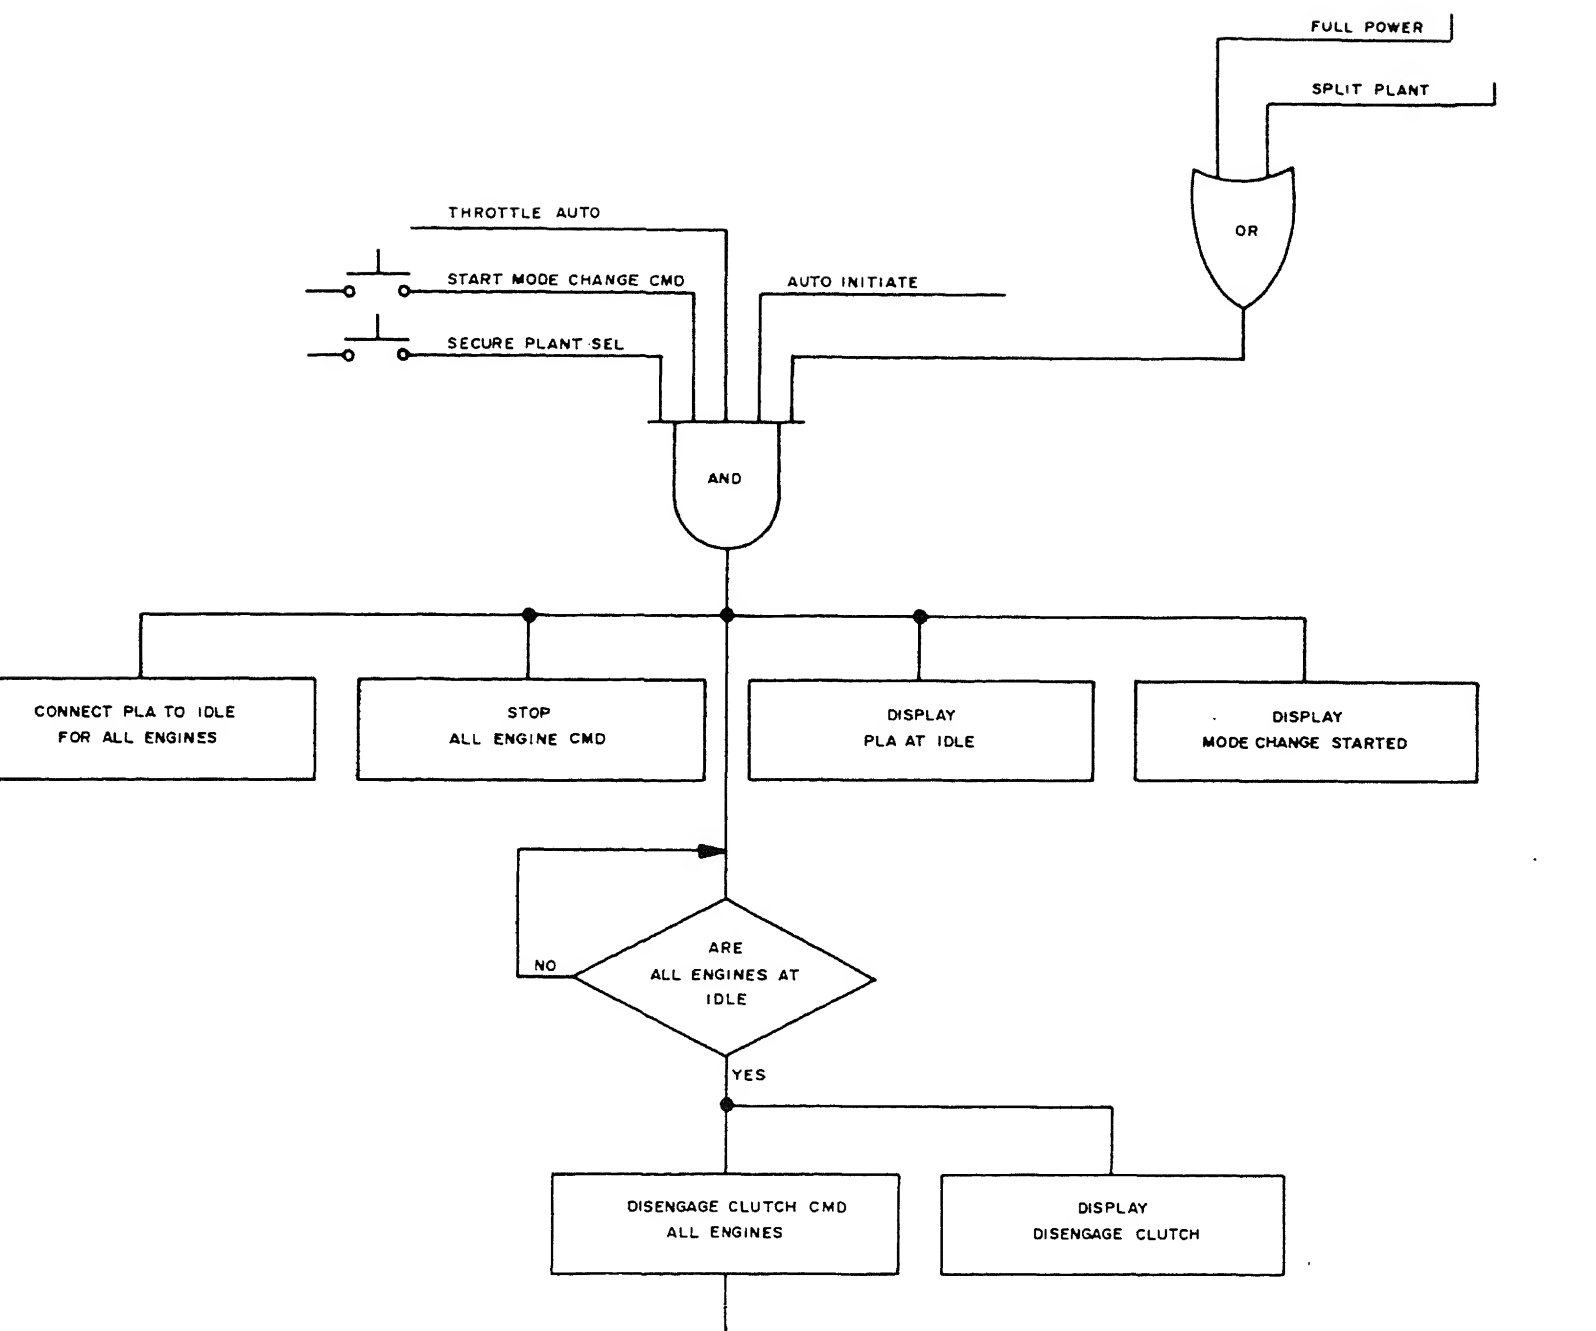 FULL POWER
SPLIT PLANT
OR
THROTTLE AUTO
START MODE CHANGE CMD
AUTO INITIATE
SECURE PLANT SEL
AND
CONNECT PLA TO IDLE
FOR ALL ENGINES
STOP
ALL ENGINE CMD
DISPLAY
PLA AT IDLE
DISPLAY
MODE CHANGE STARTED
ARE
ALL ENGINES AT
IDLE
NO
YES
DISENGAGE CLUTCH CMD
ALL ENGINES
DISPLAY
DISENGAGE CLUTCH